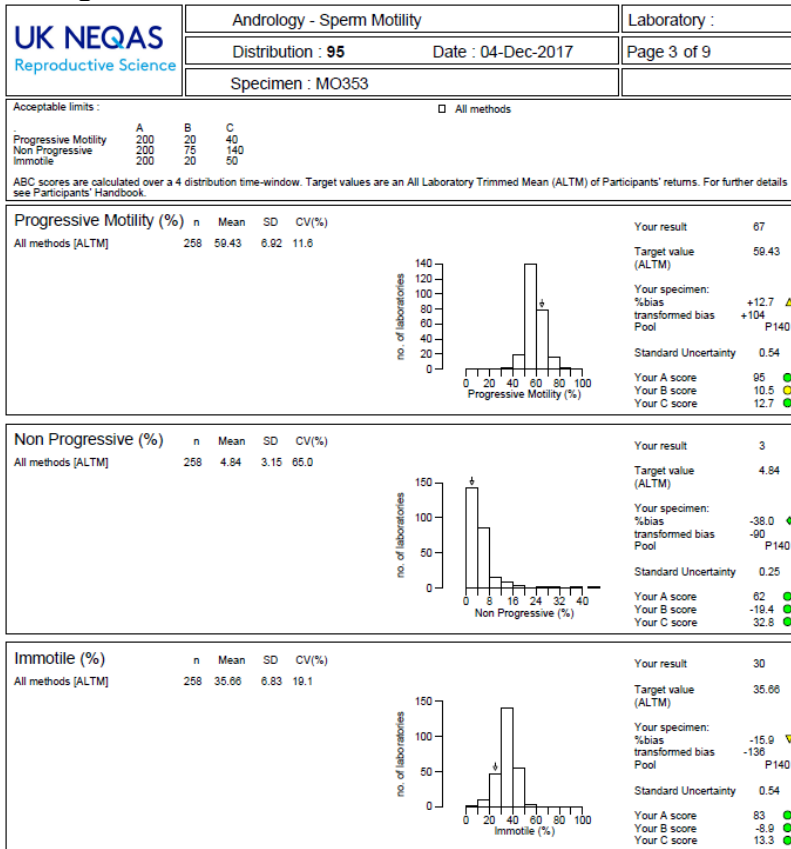 UK NEQAS
Reproductive Science
Andrology - Sperm Motility
Laboratory :
Distribution : 95 Date : 04-Dec-2017
Page 3 of 9
Specimen : MO353
Acceptable limits :
□ All methods
. A B C
Progressive Motility 200 20 40
Non Progressive 200 75 140
Immotile 200 20 50
ABC scores are calculated over a 4 distribution time-window. Target values are an All Laboratory Trimmed Mean (ALTM) of Participants' returns. For further details
see Participants' Handbook.
Progressive Motility (%) n Mean SD CV(%)
All methods [ALTM] 258 59.43 6.92 11.6
no. of laboratories
140
120
100
80
60
40
20
0
0 20 40 60 80 100
Progressive Motility (%)
Your result 67
Target value 59.43
(ALTM)
Your specimen:
%bias +12.7
transformed bias +104
Pool P140
Standard Uncertainty 0.54
Your A score 95
Your B score 10.5
Your C score 12.7
Non Progressive (%) n Mean SD CV(%)
All methods [ALTM] 258 4.84 3.15 65.0
no. of laboratories
150
100
50
0
0 8 16 24 32 40
Non Progressive (%)
Your result 3
Target value 4.84
(ALTM)
Your specimen:
%bias -38.0
transformed bias -90
Pool P140
Standard Uncertainty 0.25
Your A score 62
Your B score -19.4
Your C score 32.8
Immotile (%) n Mean SD CV(%)
All methods [ALTM] 258 35.66 6.83 19.1
no. of laboratories
150
100
50
0
0 20 40 60 80 100
Immotile (%)
Your result 30
Target value 35.66
(ALTM)
Your specimen:
%bias -15.9
transformed bias -136
Pool P140
Standard Uncertainty 0.54
Your A score 83
Your B score -8.9
Your C score 13.3